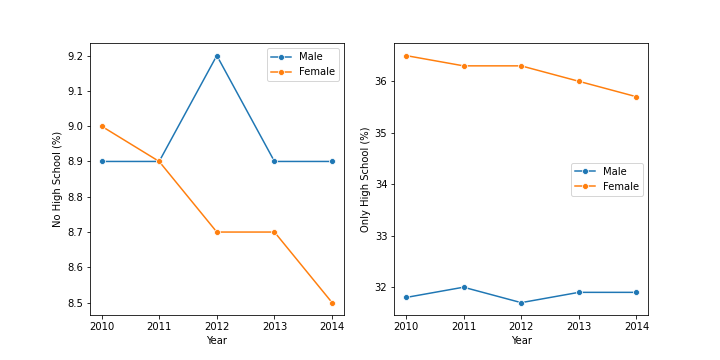 No High School (%)
9.2
9.1
9.0
8.9
8.8
8.7
8.6
8.5
2010 2011 2012 2013 2014
Year
Male
Female
Only High School (%)
36
35
34
33
32
2010 2011 2012 2013 2014
Year
Male
Female